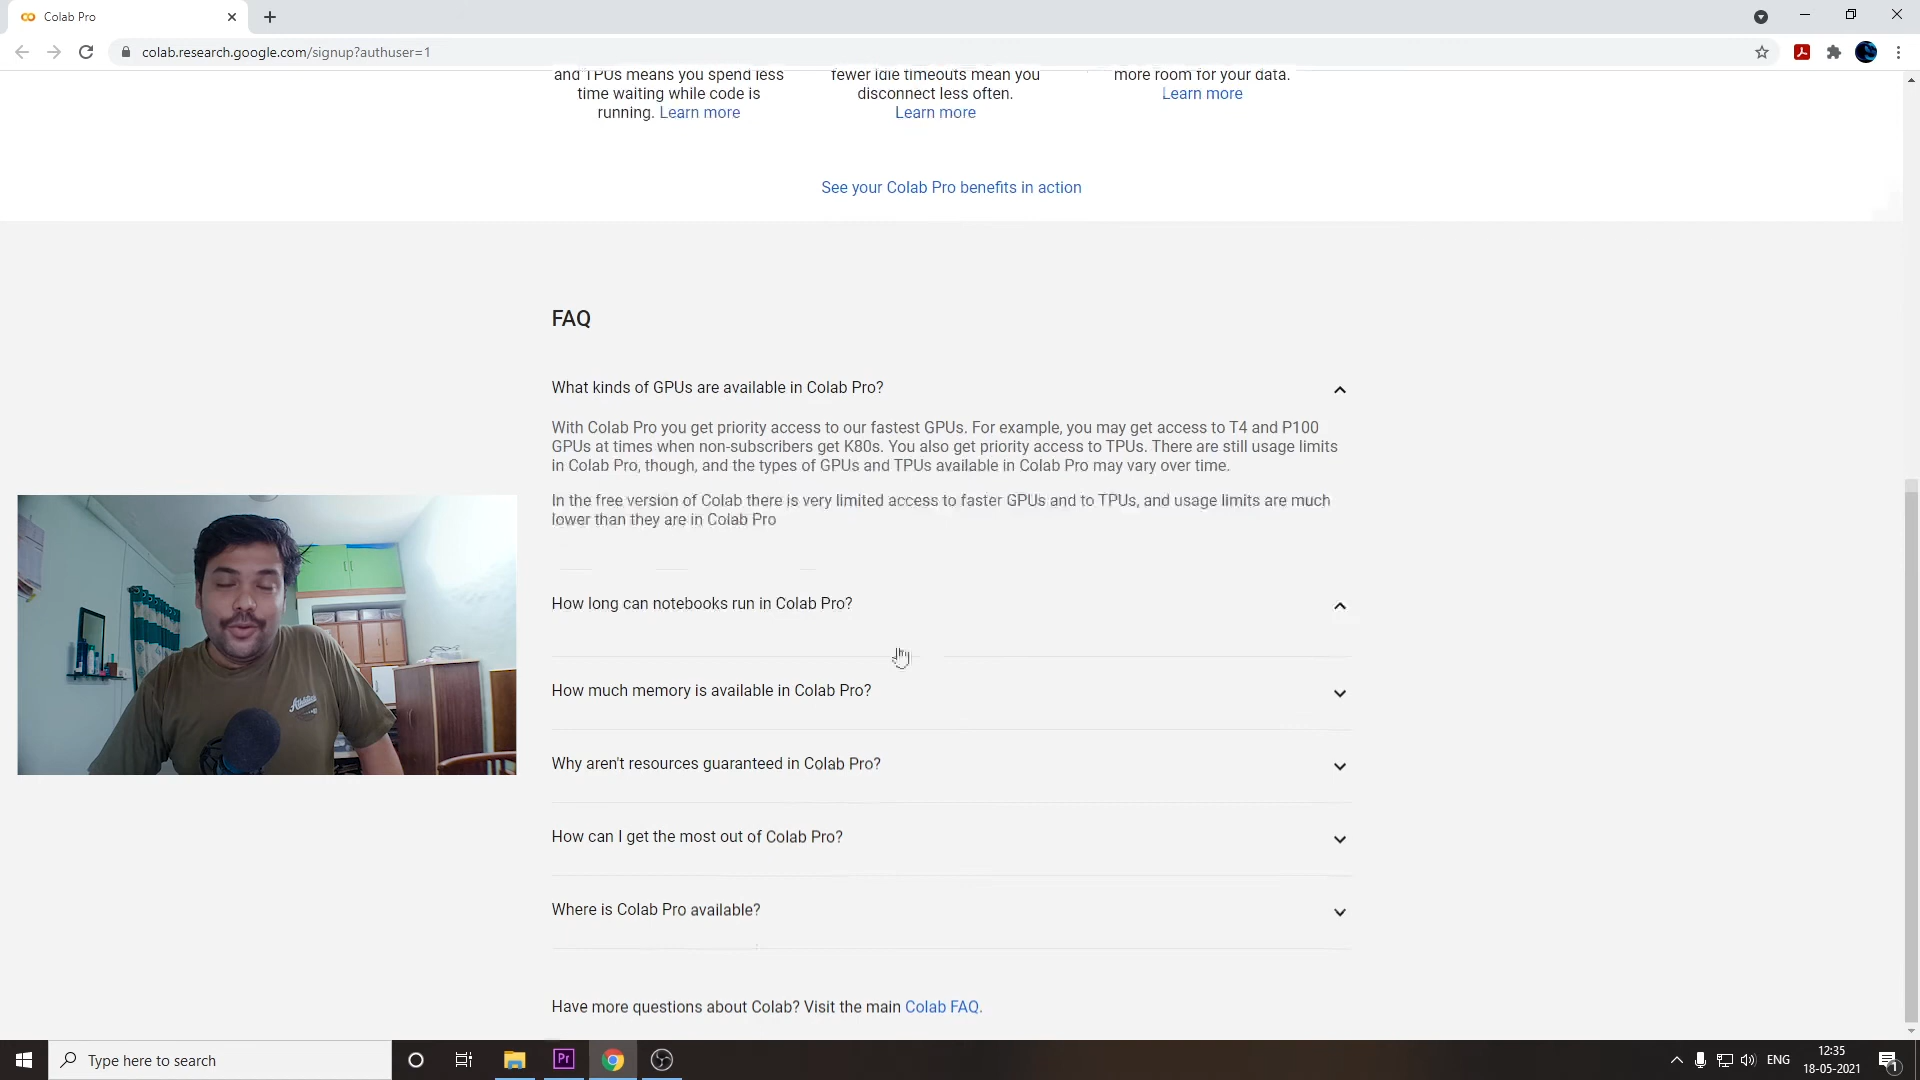 Colab Pro
colab.research.google.com/signup?authuser=1
and TPUs means you spend less
time waiting while code is
running. Learn more
fewer idle timeouts mean you
disconnect less often.
Learn more
more room for your data.
Learn more
See your Colab Pro benefits in action
FAQ
What kinds of GPUs are available in Colab Pro?
With Colab Pro you get priority access to our fastest GPUs. For example, you may get access to T4 and P100
GPUs at times when non-subscribers get K80s. You also get priority access to TPUs. There are still usage limits
in Colab Pro, though, and the types of GPUs and TPUs available in Colab Pro may vary over time.
In the free version of Colab there is very limited access to faster GPUs and to TPUs, and usage limits are much
lower than they are in Colab Pro
How long can notebooks run in Colab Pro?
How much memory is available in Colab Pro?
Why aren't resources guaranteed in Colab Pro?
How can I get the most out of Colab Pro?
Where is Colab Pro available?
Have more questions about Colab? Visit the main Colab FAQ.
Type here to search
Pr
ENG
12:35
18-05-2021
1